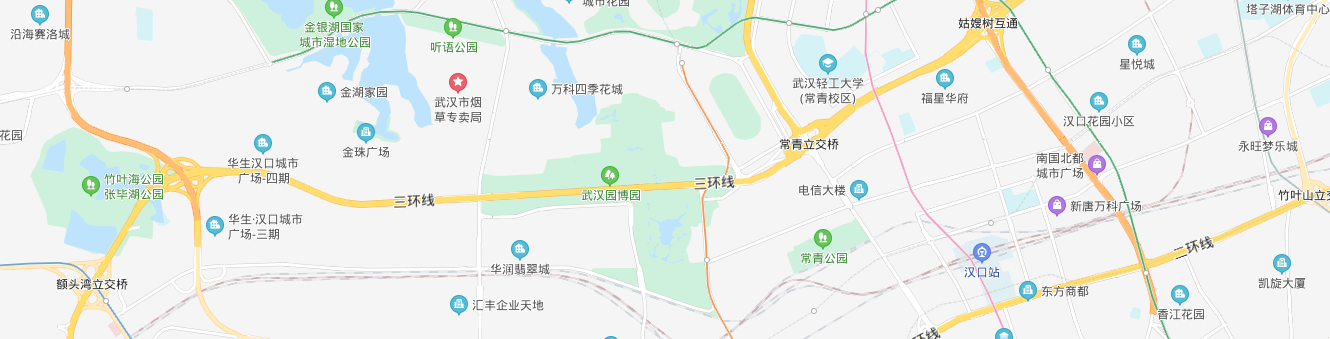 城市花园
塔子湖体育中心
沿海赛洛城
金银湖国家
城市湿地公园
听语公园
姑嫂树互通
星悦城
武汉轻工大学
(常青校区)
福星华府
金湖家园
武汉市烟
草专卖局
万科四季花城
汉口花园小区
花园
金珠广场
常青立交桥
永旺梦乐城
华生汉口城市
广场-四期
南国北都
城市广场
竹叶海公园
张毕湖公园
武汉园博园
三环线
三环线
电信大楼
竹叶山立交
新唐万科广场
华生·汉口城市
广场-三期
二环线
常青公园
华润翡翠城
汉口站
额头湾立交桥
凯旋大厦
东方商都
汇丰企业天地
香江花园
环线